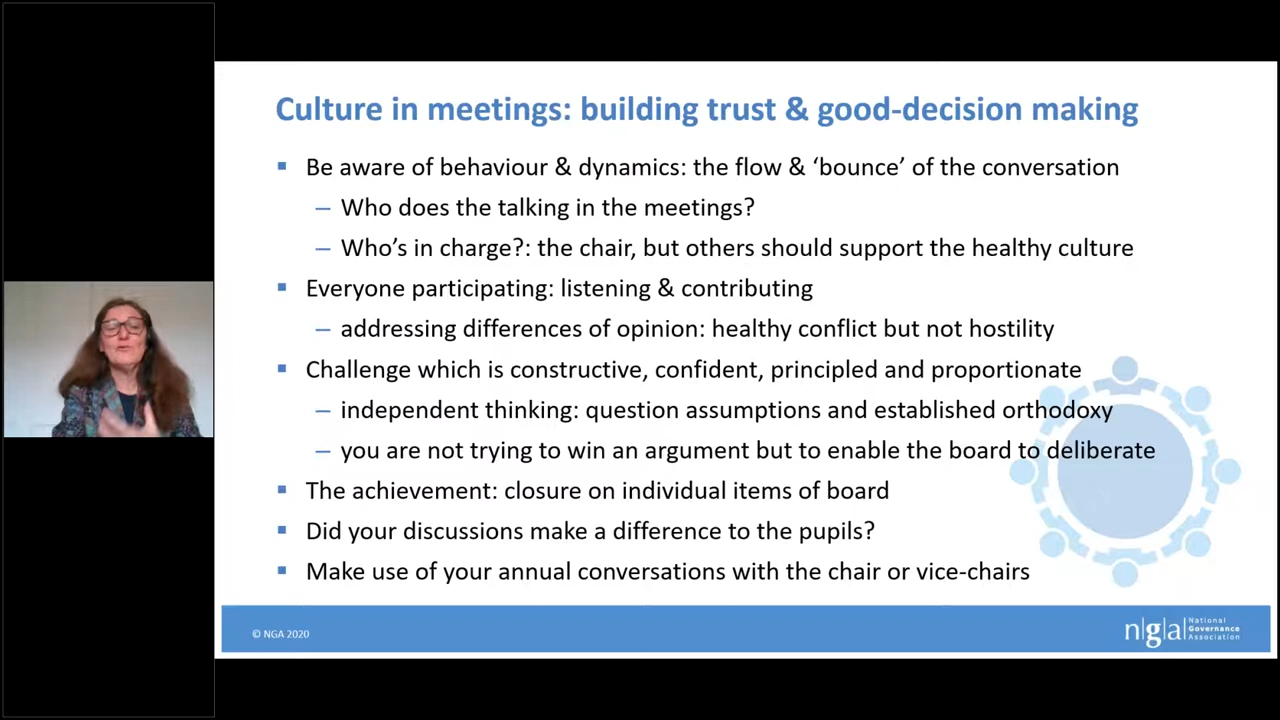 Culture in meetings: building trust & good-decision making
Be aware of behaviour & dynamics: the flow & ‘bounce’ of the conversation
– Who does the talking in the meetings?
– Who’s in charge?: the chair, but others should support the healthy culture
Everyone participating: listening & contributing
– addressing differences of opinion: healthy conflict but not hostility
Challenge which is constructive, confident, principled and proportionate
– independent thinking: question assumptions and established orthodoxy
– you are not trying to win an argument but to enable the board to deliberate
The achievement: closure on individual items of board
Did your discussions make a difference to the pupils?
Make use of your annual conversations with the chair or vice-chairs
© NGA 2020
n|g|a|
National
Governance
Association